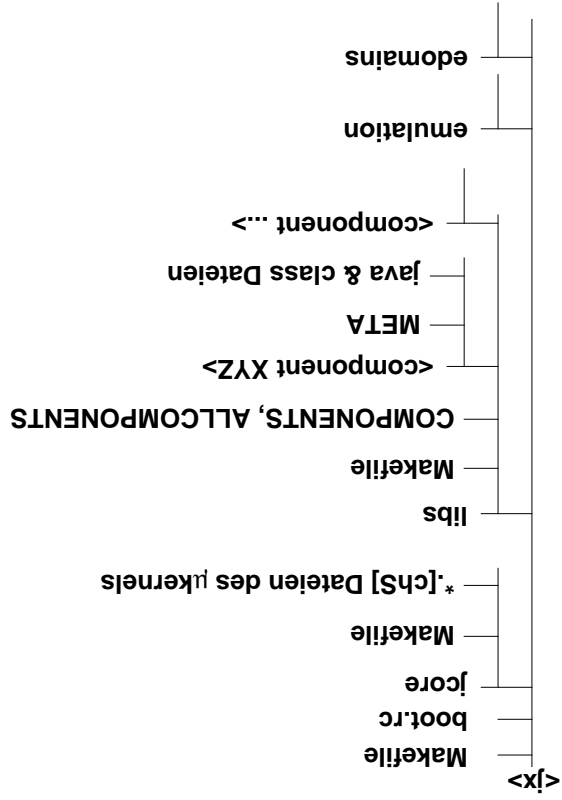 <jx>
Makefile
boot.rc
jcore
Makefile
*.[chS] Dateien des µkernels
libs
Makefile
COMPONENTS, ALLCOMPONENTS
<component XYZ>
META
java & class Dateien
<component ...>
emulation
edomains